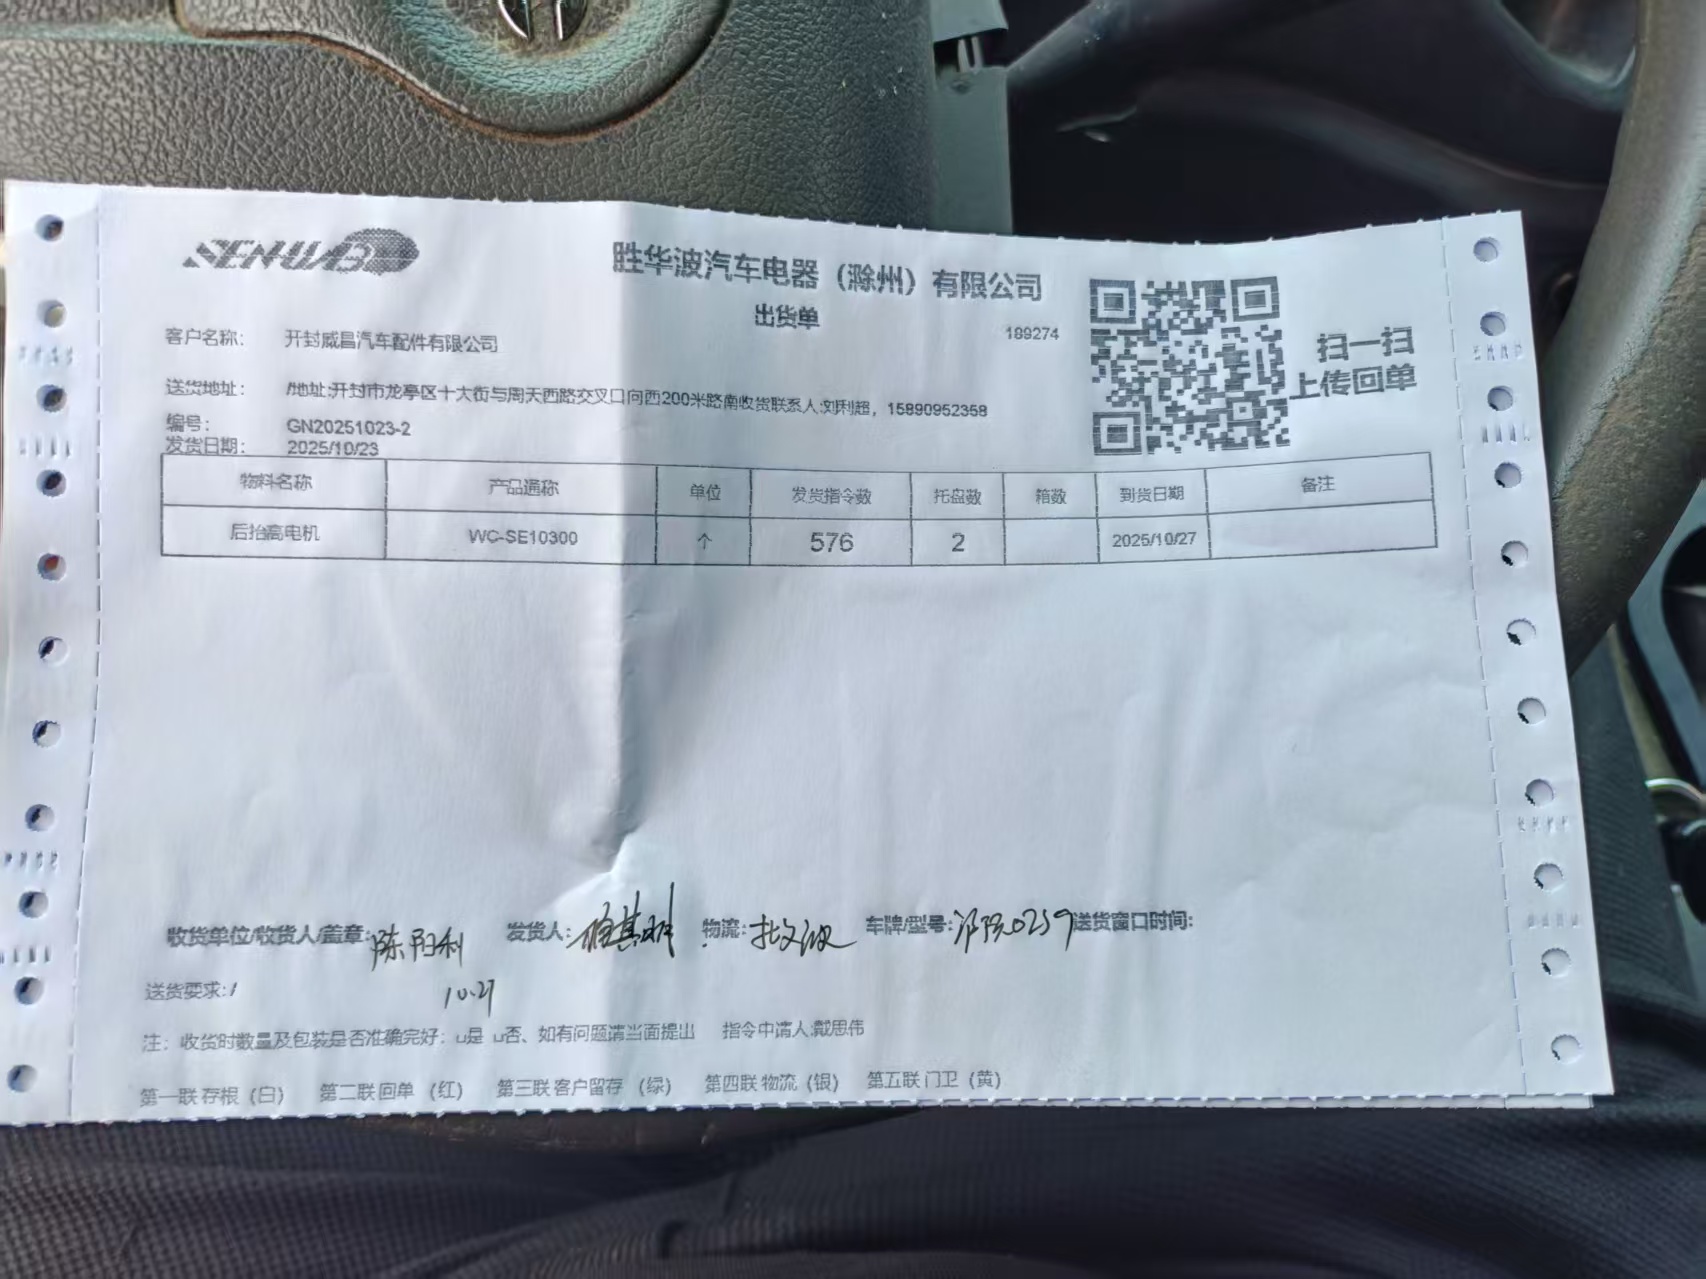 SENUAB
胜华波汽车电器（滁州）有限公司
出货单
189274
扫一扫
上传回单
客户名称： 开封威昌汽车配件有限公司
送货地址： /地址:开封市龙亭区十大街与周天西路交叉口向西200米路南收货联系人:刘利超，15890952358
编号： GN20251023-2
发货日期： 2025/10/23
物料名称 产品通称 单位 发货指令数 托盘数 箱数 到货日期 备注
后抬高电机 WC-SE10300 个 576 2 2025/10/27
收货单位/收货人/盖章: 陈阳利 发货人: 物流: 车牌/型号: 0239 送货窗口时间:
10.27
送货要求:/
注： 收货时数量及包装是否准确完好：u是 u否、如有问题请当面提出 指令申请人:戴思伟
第一联 存根（白） 第二联 回单 （红） 第三联 客户留存 （绿） 第四联 物流（银） 第五联 门卫（黄）